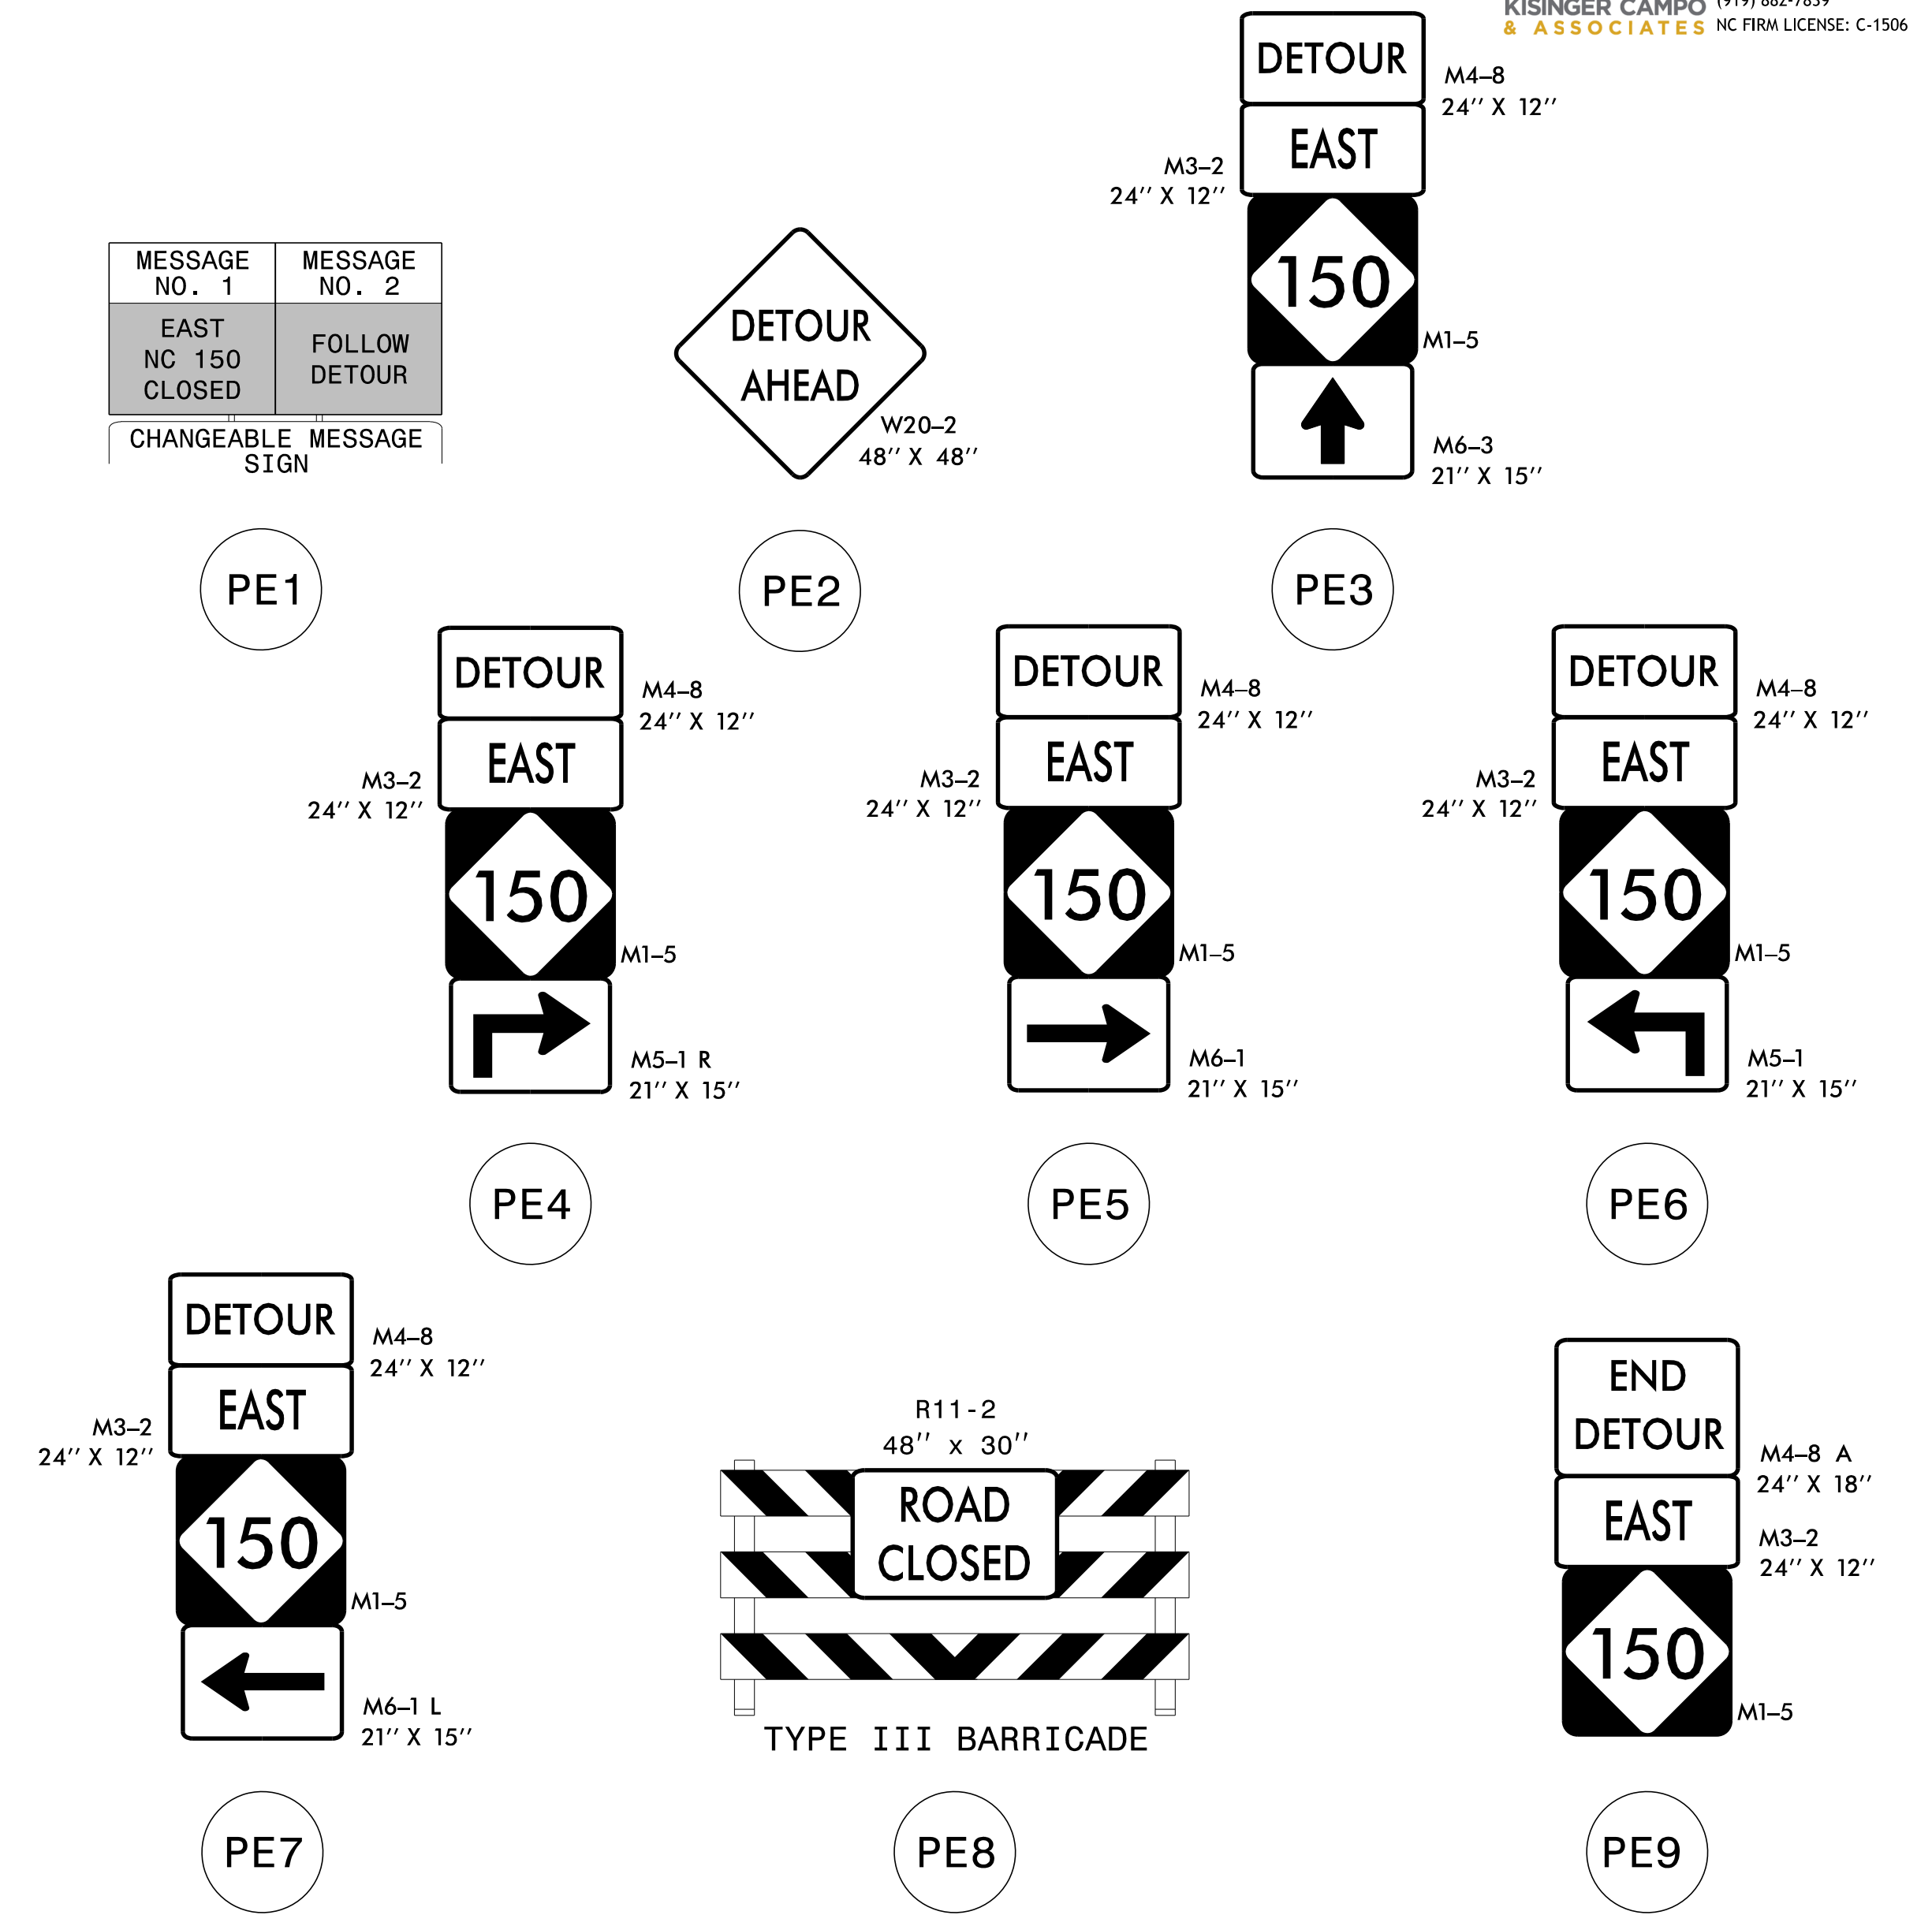 KISINGER CAMPO
& ASSOCIATES
NC FIRM LICENSE: C-1506
MESSAGE NO. 1
MESSAGE NO. 2
EAST
NC 150
CLOSED
FOLLOW
DETOUR
CHANGEABLE MESSAGE
SIGN
PE1
DETOUR
AHEAD
W20-2
48" X 48"
PE2
DETOUR
M4-8
24" X 12"
EAST
M3-2
24" X 12"
150
M1-5
M6-3
21" X 15"
PE3
DETOUR
M4-8
24" X 12"
EAST
M3-2
24" X 12"
150
M1-5
M5-1 R
21" X 15"
PE4
DETOUR
M4-8
24" X 12"
EAST
M3-2
24" X 12"
150
M1-5
M6-1
21" X 15"
PE5
DETOUR
M4-8
24" X 12"
EAST
M3-2
24" X 12"
150
M1-5
M5-1
21" X 15"
PE6
DETOUR
M4-8
24" X 12"
EAST
M3-2
24" X 12"
150
M1-5
M6-1 L
21" X 15"
PE7
R11-2
48" x 30"
ROAD
CLOSED
TYPE III BARRICADE
PE8
END
DETOUR
M4-8 A
24" X 18"
EAST
M3-2
24" X 12"
150
M1-5
PE9